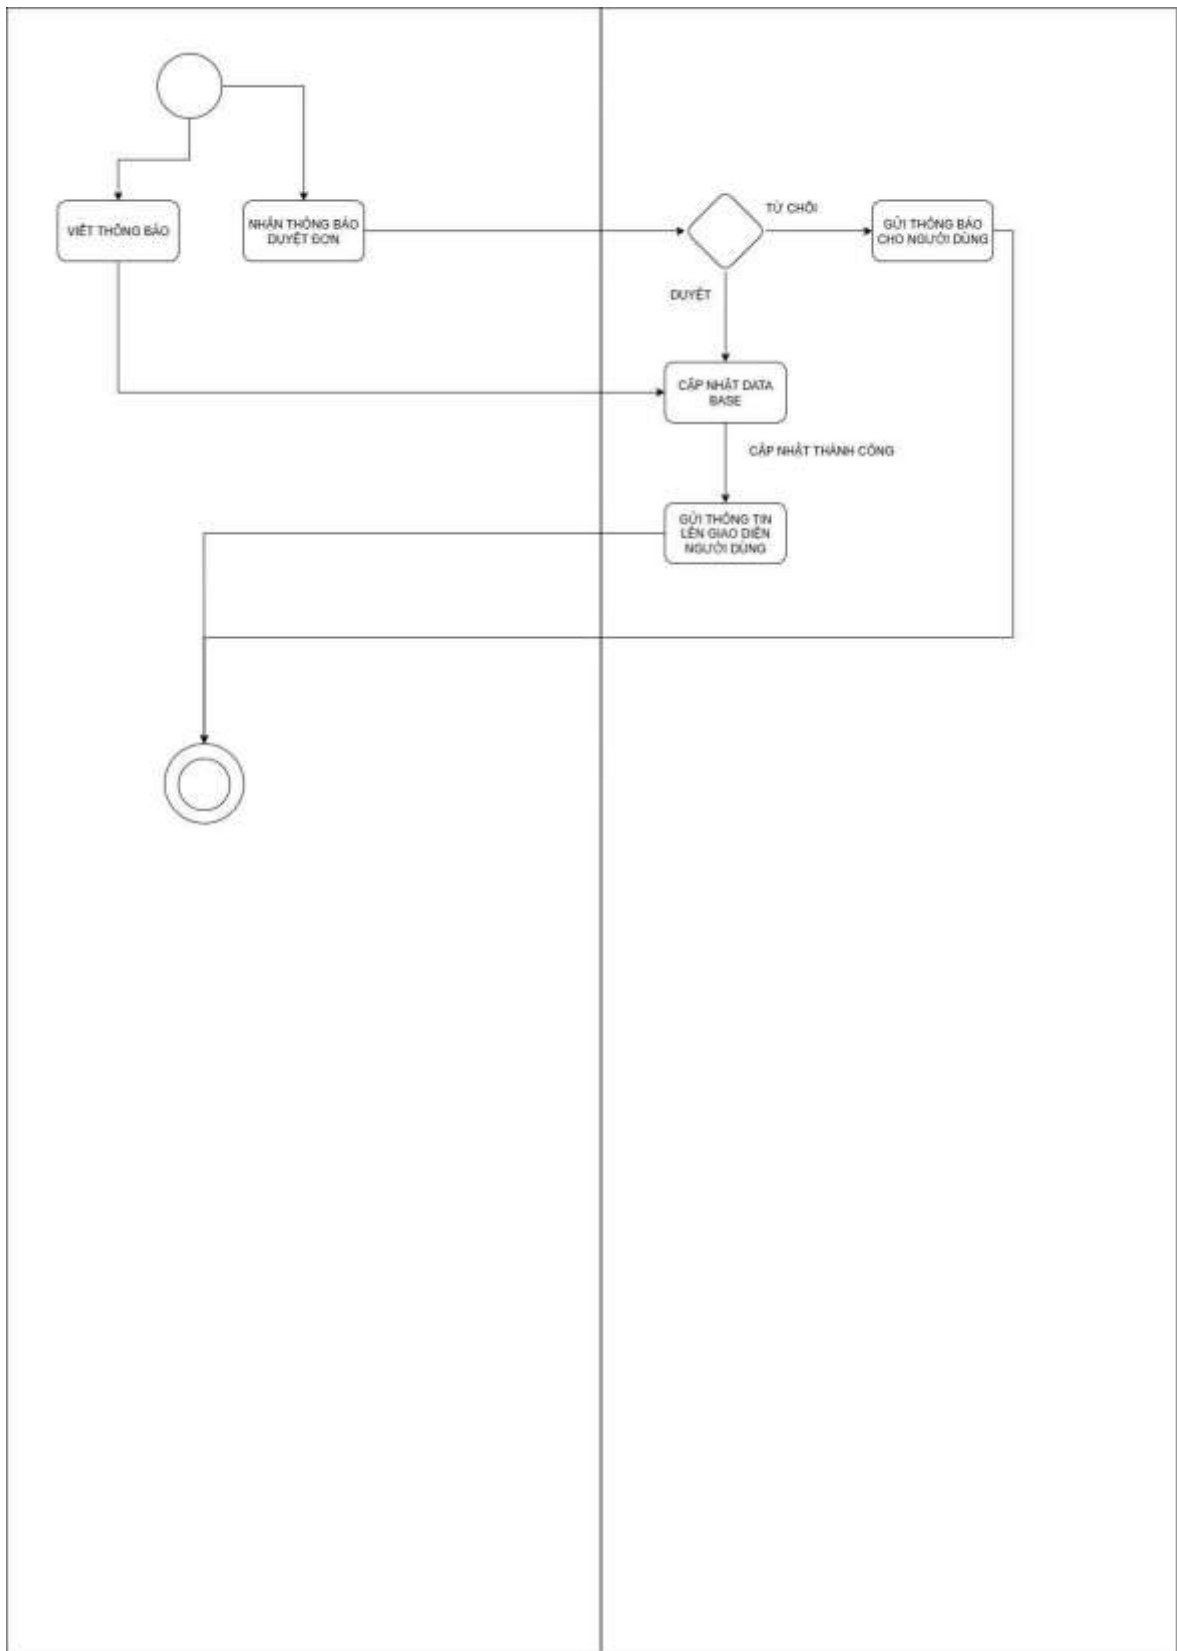 VIẾT THÔNG BÁO
NHẬN THÔNG BÁO
DUYỆT ĐƠN
TỪ CHỐI
GỬI THÔNG BÁO
CHO NGƯỜI DÙNG
DUYỆT
CẬP NHẬT DATA
BASE
CẬP NHẬT THÀNH CÔNG
GỬI THÔNG TIN
LÊN GIAO DIỆN
NGƯỜI DÙNG